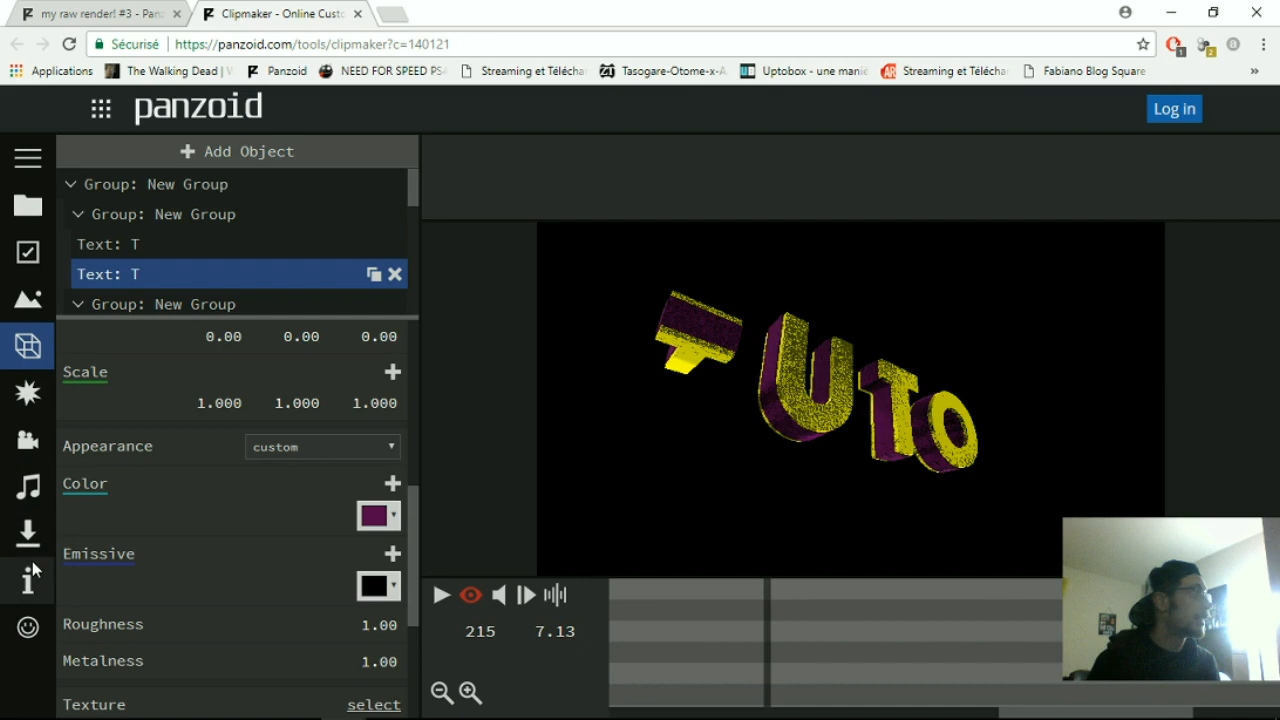 my raw render! #3 - Panz
Clipmaker - Online Custo
Sécurisé
https://panzoid.com/tools/clipmaker?c=140121
Applications
The Walking Dead |
Panzoid
NEED FOR SPEED PS4
Streaming et Télécha
Tasogare-Otome-x-A
Uptobox - une maniè
Streaming et Télécha
Fabiano Blog Square
»
panzoid
Log in
+ Add Object
Group: New Group
Group: New Group
Text: T
Text: T
Group: New Group
0.00 0.00 0.00
Scale
1.000 1.000 1.000
Appearance custom
Color
Emissive
Roughness 1.00
Metalness 1.00
Texture select
TUTO
215 7.13